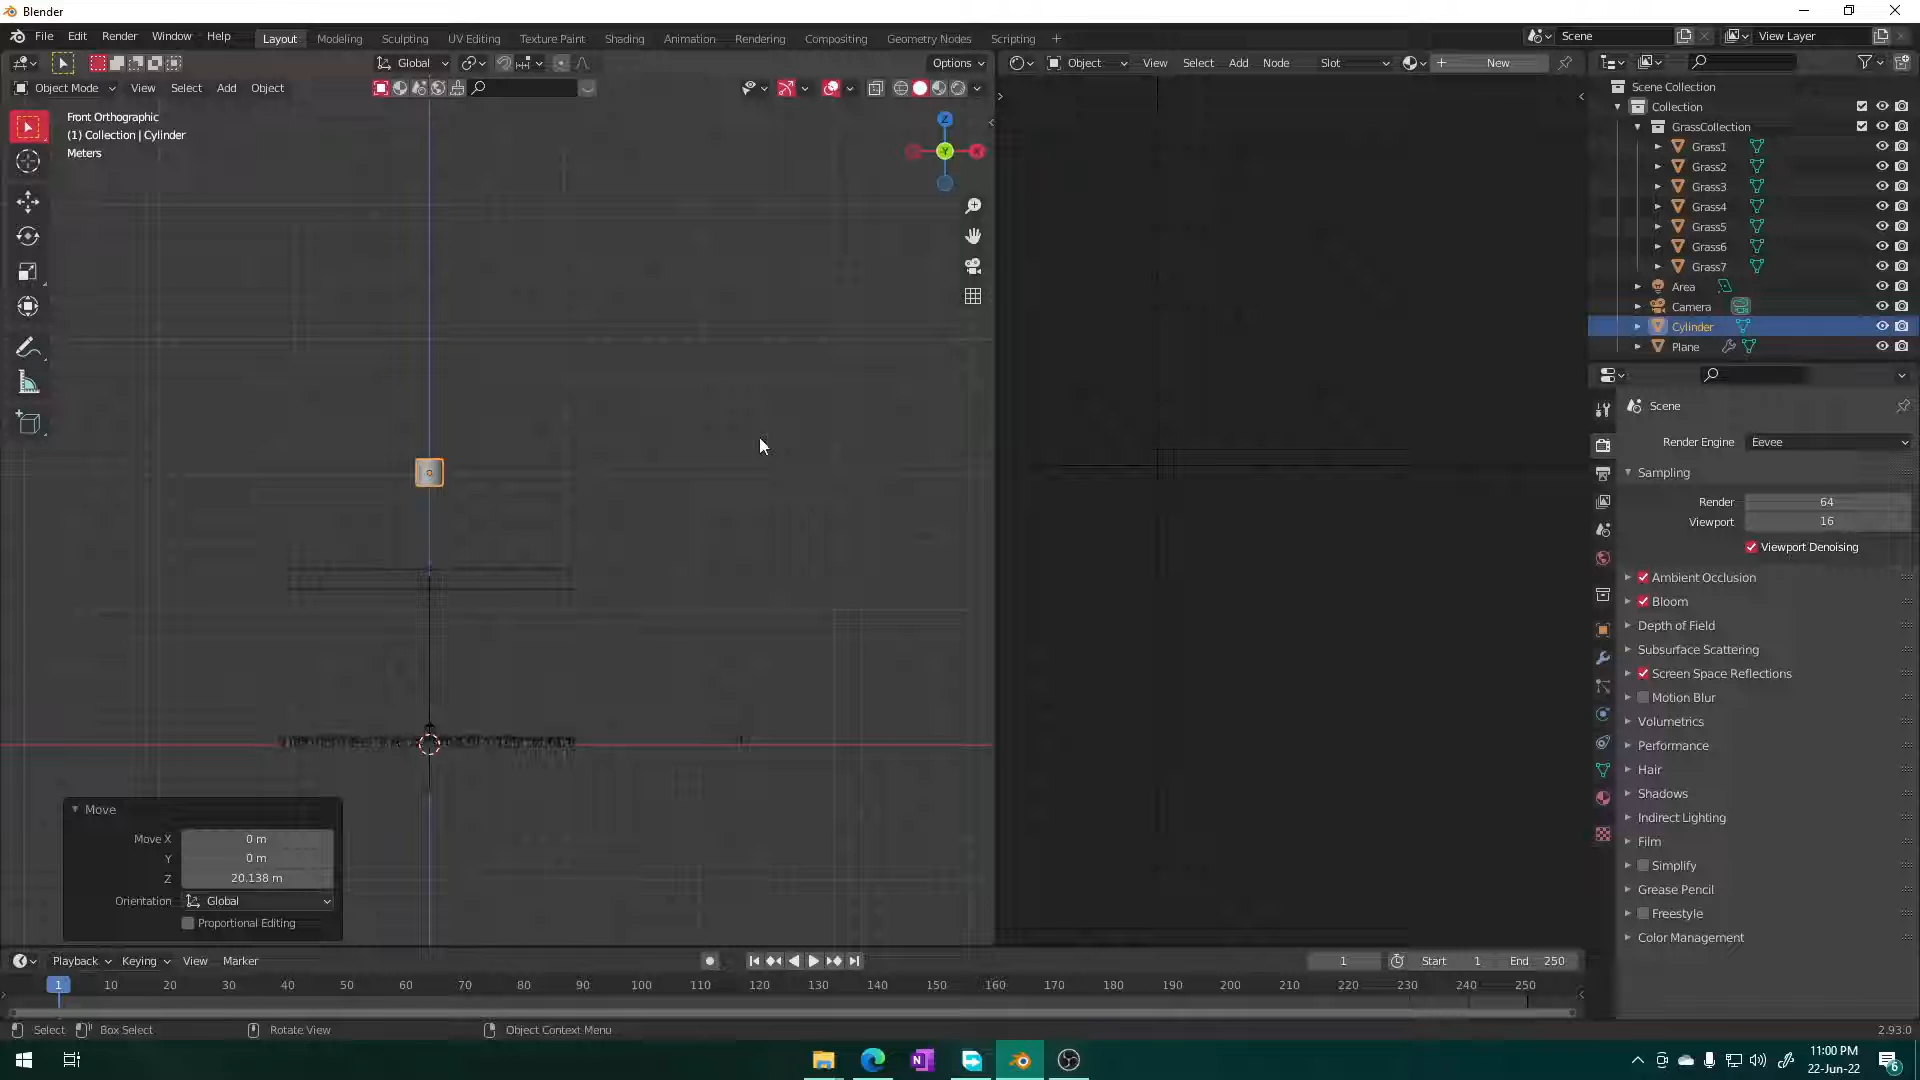 Blender
File Edit Render Window Help
Layout Modeling Sculpting UV Editing Texture Paint Shading Animation Rendering Compositing Geometry Nodes Scripting +
Scene View Layer
Global Options
Object View Select Add Node Slot New
Object Mode View Select Add Object
Front Orthographic
(1) Collection | Cylinder
Meters
Z
Y
X
Scene Collection
Collection
GrassCollection
Grass1
Grass2
Grass3
Grass4
Grass5
Grass6
Grass7
Area
Camera
Cylinder
Plane
Scene
Render Engine Eevee
Sampling
Render 64
Viewport 16
Viewport Denoising
Ambient Occlusion
Bloom
Depth of Field
Subsurface Scattering
Screen Space Reflections
Motion Blur
Volumetrics
Performance
Hair
Shadows
Indirect Lighting
Film
Simplify
Grease Pencil
Freestyle
Color Management
Move
Move X 0 m
Y 0 m
Z 20.138 m
Orientation Global
Proportional Editing
Playback Keying View Marker
1 Start 1 End 250
1 10 20 30 40 50 60 70 80 90 100 110 120 130 140 150 160 170 180 190 200 210 220 230 240 250
Select Box Select Rotate View Object Context Menu
2.93.0
11:00 PM
22-Jun-22
6